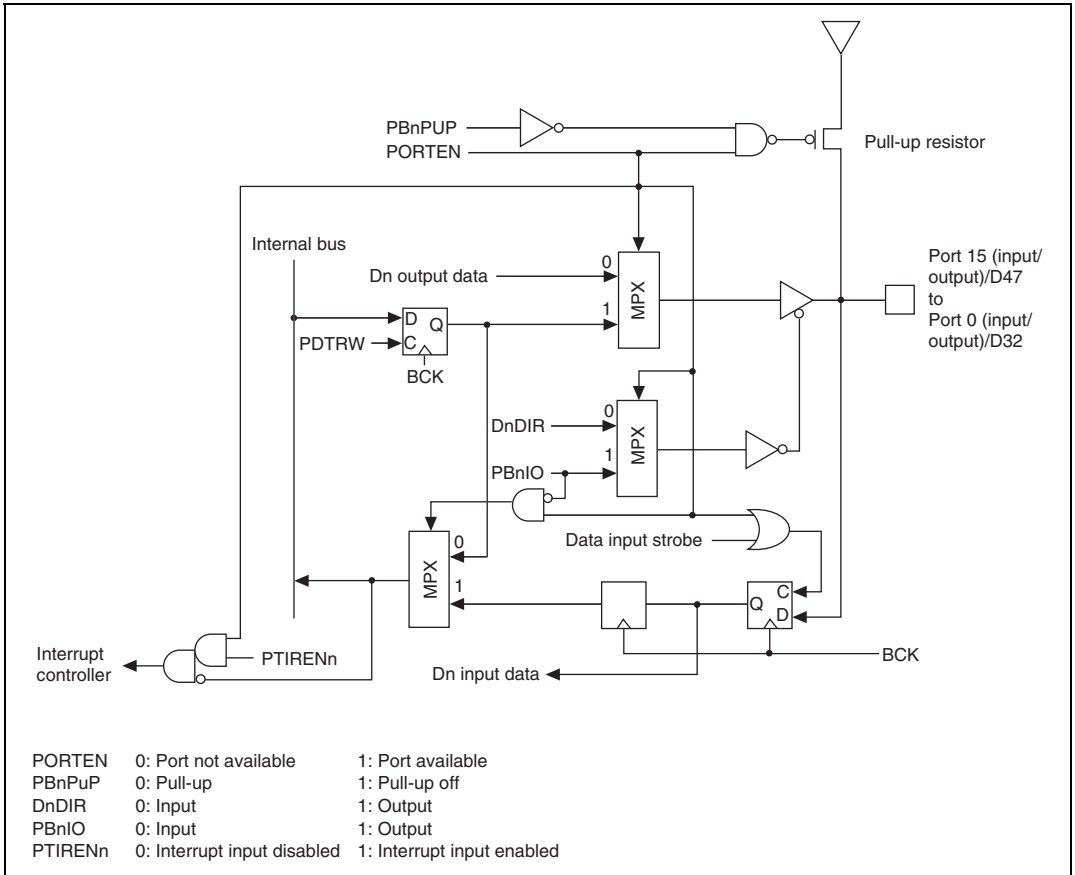 PBnPUP
PORTEN
Pull-up resistor
Internal bus
Dn output data
0
1
MPX
Port 15 (input/
output)/D47
to
Port 0 (input/
output)/D32
D
Q
PDTRW
C
BCK
DnDIR
0
1
MPX
PBnIO
Data input strobe
MPX
0
1
Q
C
D
BCK
Interrupt
controller
PTIRENn
Dn input data
PORTEN 0: Port not available 1: Port available
PBnPuP 0: Pull-up 1: Pull-up off
DnDIR 0: Input 1: Output
PBnIO 0: Input 1: Output
PTIRENn 0: Interrupt input disabled 1: Interrupt input enabled